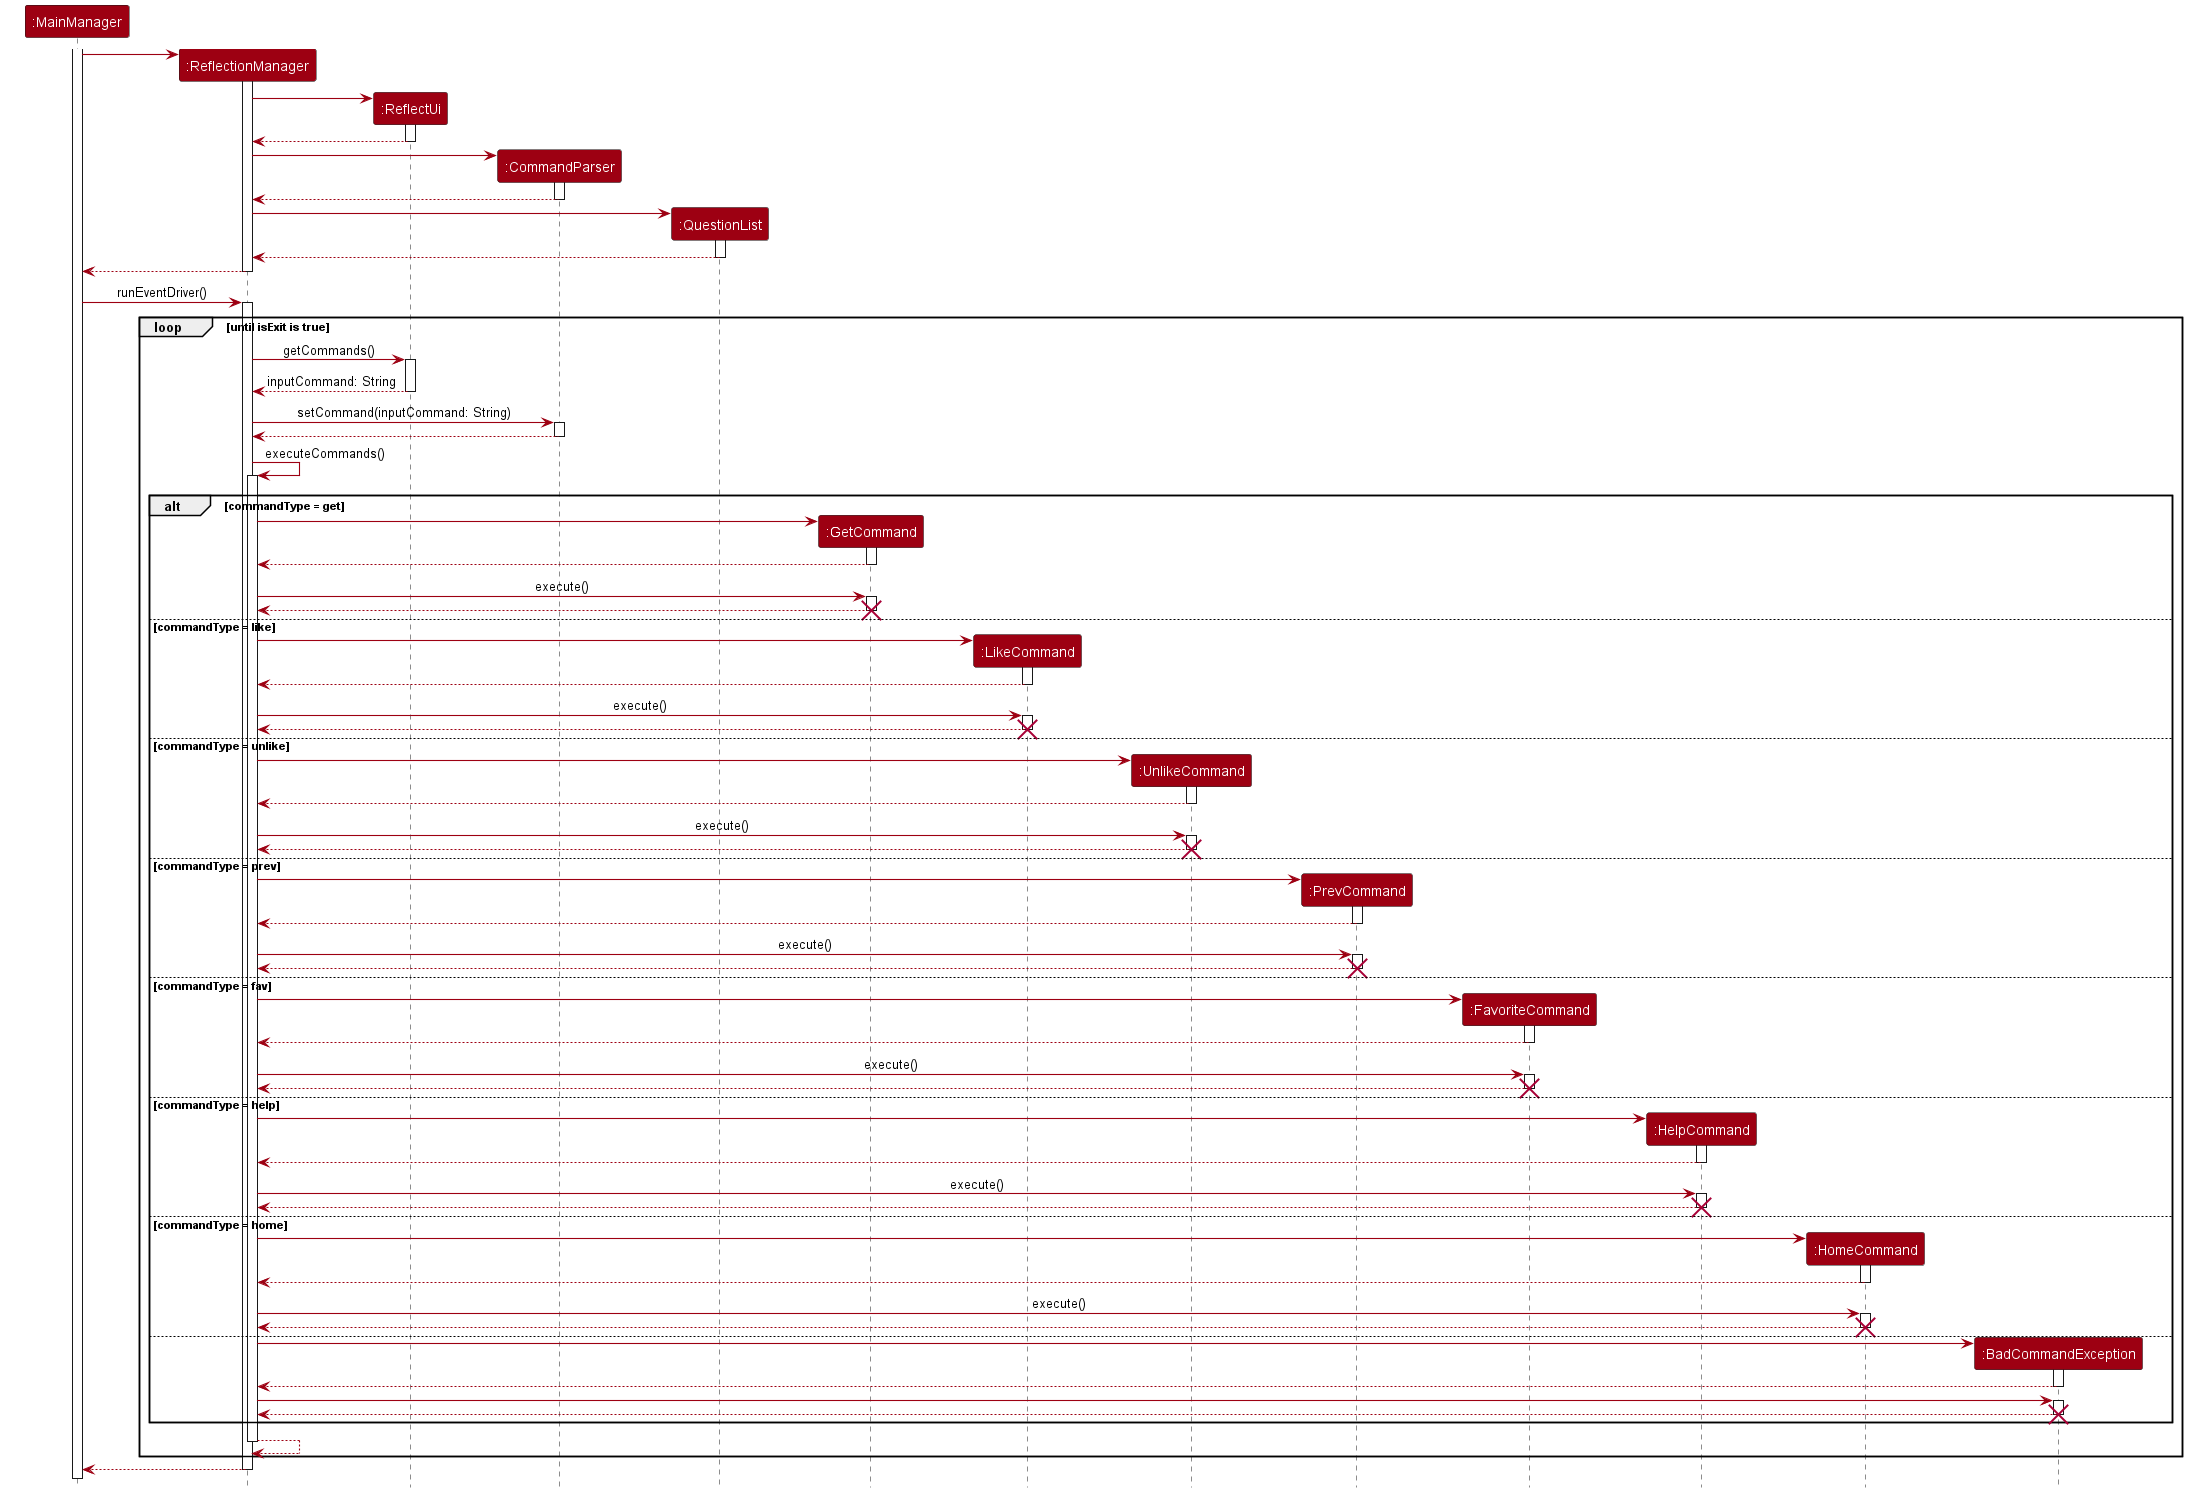 :MainManager
:ReflectionManager
:ReflectUi
:CommandParser
:QuestionList
runEventDriver()
loop [until isExit is true]
getCommands()
inputCommand: String
setCommand(inputCommand: String)
executeCommands()
alt [commandType = get]
:GetCommand
execute()
[commandType = like]
:LikeCommand
execute()
[commandType = unlike]
:UnlikeCommand
execute()
[commandType = prev]
:PrevCommand
execute()
[commandType = fav]
:FavoriteCommand
execute()
[commandType = help]
:HelpCommand
execute()
[commandType = home]
:HomeCommand
execute()
:BadCommandException